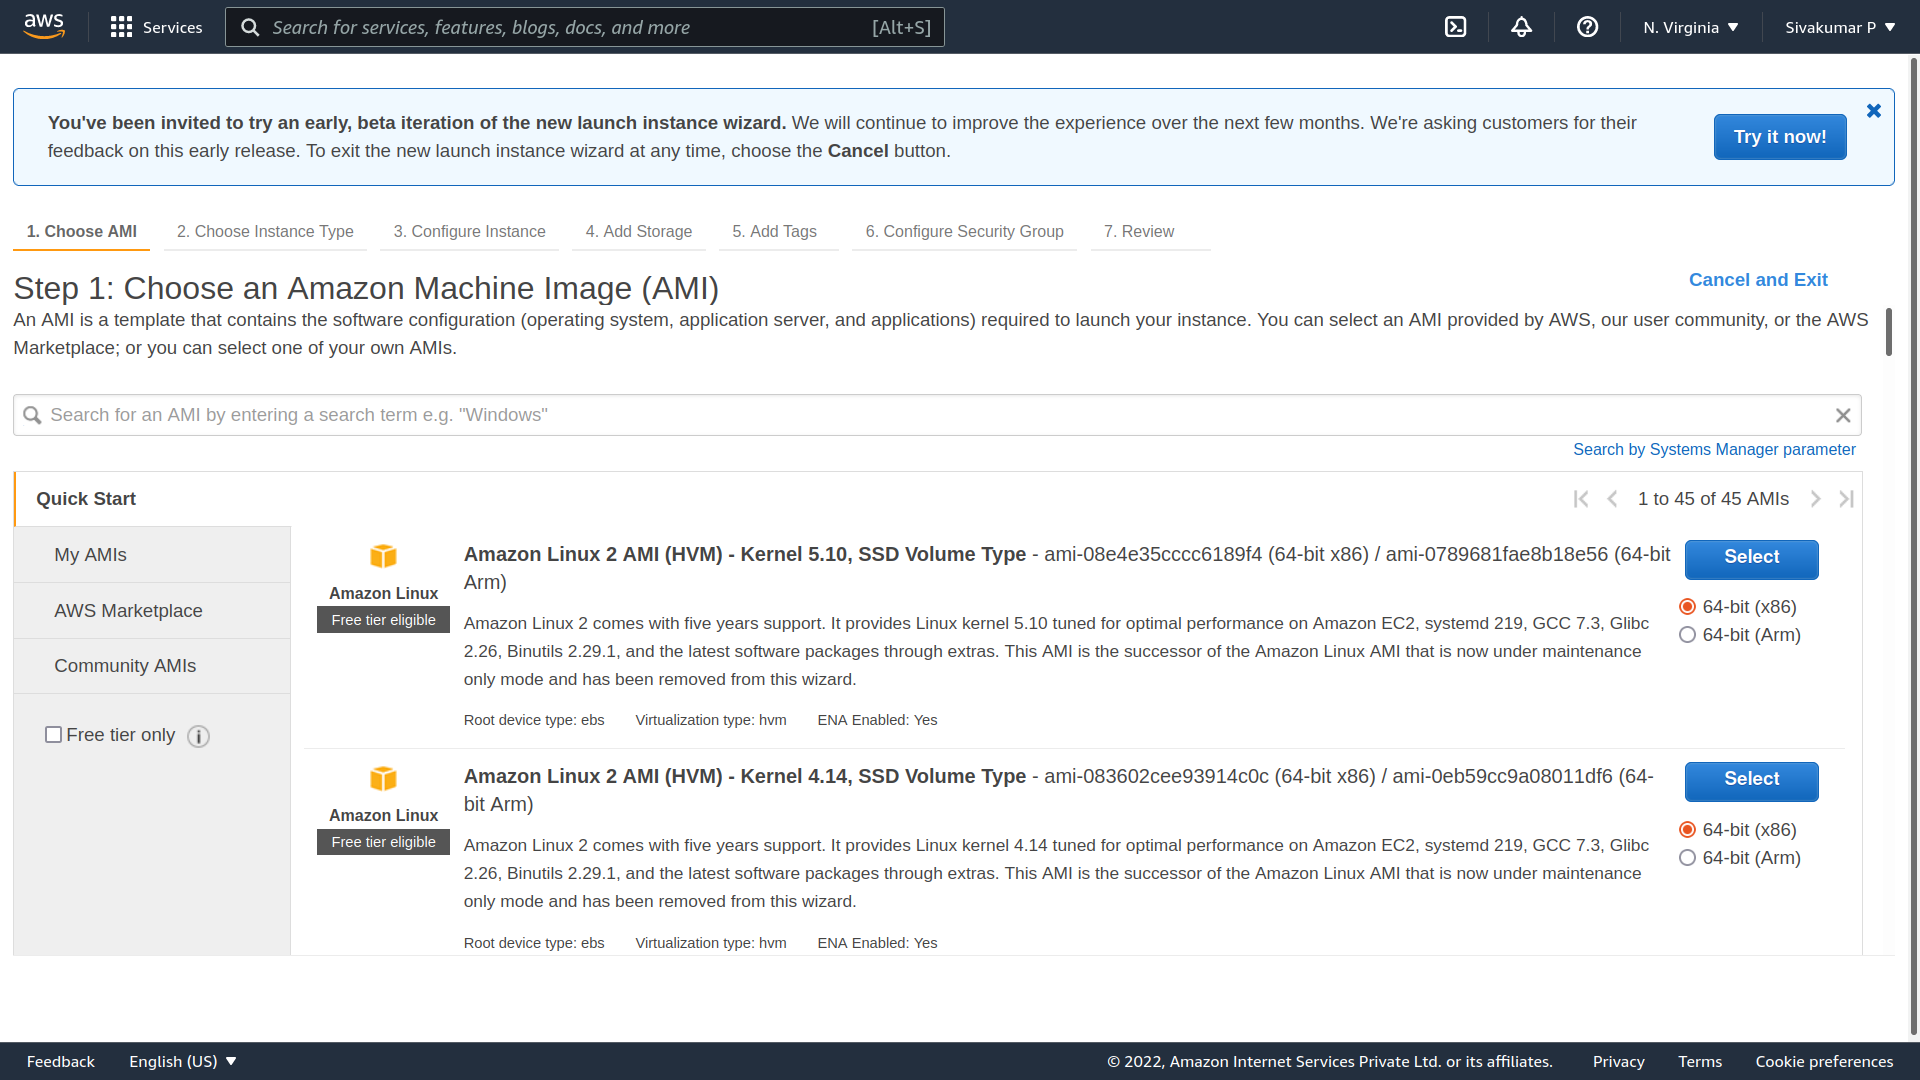 aws
Services
Search for services, features, blogs, docs, and more [Alt+S]
N. Virginia
Sivakumar P
You've been invited to try an early, beta iteration of the new launch instance wizard. We will continue to improve the experience over the next few months. We're asking customers for their
feedback on this early release. To exit the new launch instance wizard at any time, choose the Cancel button.
Try it now!
1. Choose AMI 2. Choose Instance Type 3. Configure Instance 4. Add Storage 5. Add Tags 6. Configure Security Group 7. Review
Step 1: Choose an Amazon Machine Image (AMI)
Cancel and Exit
An AMI is a template that contains the software configuration (operating system, application server, and applications) required to launch your instance. You can select an AMI provided by AWS, our user community, or the AWS
Marketplace; or you can select one of your own AMIs.
Search for an AMI by entering a search term e.g. "Windows"
Search by Systems Manager parameter
Quick Start
1 to 45 of 45 AMIs
My AMIs
AWS Marketplace
Community AMIs
Free tier only
Amazon Linux
Free tier eligible
Amazon Linux 2 AMI (HVM) - Kernel 5.10, SSD Volume Type - ami-08e4e35cccc6189f4 (64-bit x86) / ami-0789681fae8b18e56 (64-bit
Arm)
Amazon Linux 2 comes with five years support. It provides Linux kernel 5.10 tuned for optimal performance on Amazon EC2, systemd 219, GCC 7.3, Glibc
2.26, Binutils 2.29.1, and the latest software packages through extras. This AMI is the successor of the Amazon Linux AMI that is now under maintenance
only mode and has been removed from this wizard.
Root device type: ebs Virtualization type: hvm ENA Enabled: Yes
Select
64-bit (x86)
64-bit (Arm)
Amazon Linux
Free tier eligible
Amazon Linux 2 AMI (HVM) - Kernel 4.14, SSD Volume Type - ami-083602cee93914c0c (64-bit x86) / ami-0eb59cc9a08011df6 (64-
bit Arm)
Amazon Linux 2 comes with five years support. It provides Linux kernel 4.14 tuned for optimal performance on Amazon EC2, systemd 219, GCC 7.3, Glibc
2.26, Binutils 2.29.1, and the latest software packages through extras. This AMI is the successor of the Amazon Linux AMI that is now under maintenance
only mode and has been removed from this wizard.
Root device type: ebs Virtualization type: hvm ENA Enabled: Yes
Select
64-bit (x86)
64-bit (Arm)
Feedback English (US) © 2022, Amazon Internet Services Private Ltd. or its affiliates. Privacy Terms Cookie preferences